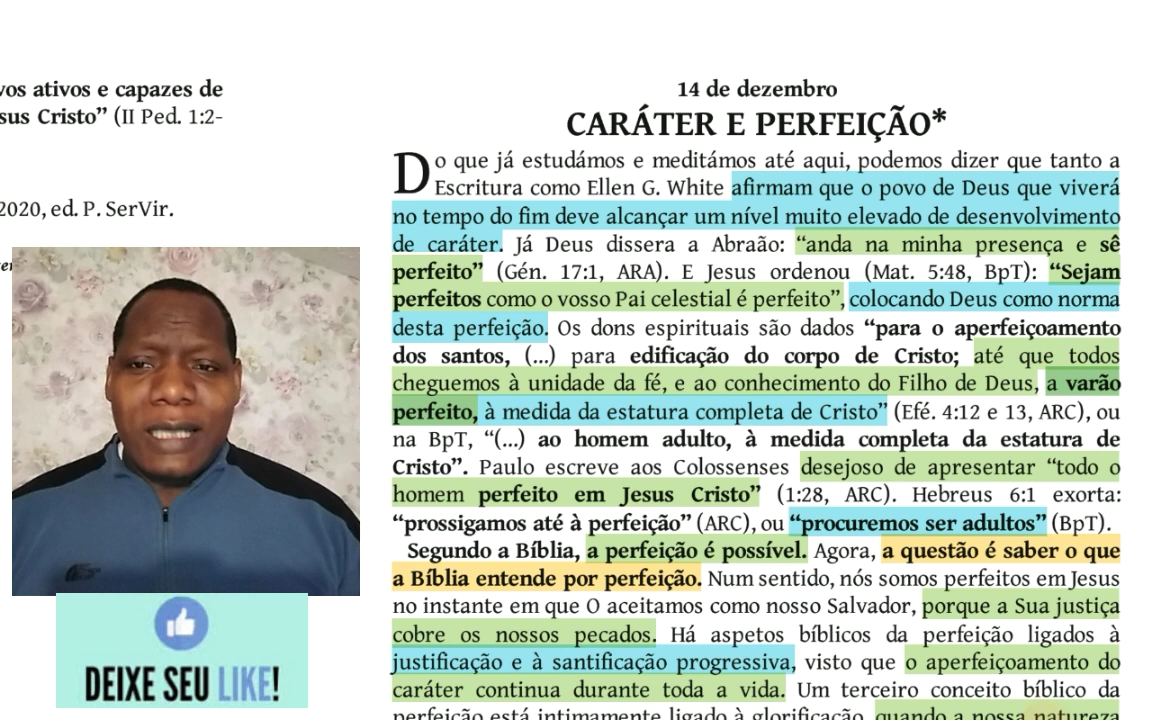 vos ativos e capazes de
sus Cristo” (II Ped. 1:2-
2020, ed. P. SerVir.
14 de dezembro
CARÁTER E PERFEIÇÃO*
Do que já estudámos e meditámos até aqui, podemos dizer que tanto a
Escritura como Ellen G. White afirmam que o povo de Deus que viverá
no tempo do fim deve alcançar um nível muito elevado de desenvolvimento
de caráter. Já Deus dissera a Abraão: “anda na minha presença e sê
perfeito” (Gén. 17:1, ARA). E Jesus ordenou (Mat. 5:48, BpT): “Sejam
perfeitos como o vosso Pai celestial é perfeito”, colocando Deus como norma
desta perfeição. Os dons espirituais são dados “para o aperfeiçoamento
dos santos, (...) para edificação do corpo de Cristo; até que todos
cheguemos à unidade da fé, e ao conhecimento do Filho de Deus, a varão
perfeito, à medida da estatura completa de Cristo” (Efé. 4:12 e 13, ARC), ou
na BpT, “(...) ao homem adulto, à medida completa da estatura de
Cristo”. Paulo escreve aos Colossenses desejoso de apresentar “todo o
homem perfeito em Jesus Cristo” (1:28, ARC). Hebreus 6:1 exorta:
“prossigamos até à perfeição” (ARC), ou “procuremos ser adultos” (BpT).
Segundo a Bíblia, a perfeição é possível. Agora, a questão é saber o que
a Bíblia entende por perfeição. Num sentido, nós somos perfeitos em Jesus
no instante em que O aceitamos como nosso Salvador, porque a Sua justiça
cobre os nossos pecados. Há aspetos bíblicos da perfeição ligados à
justificação e à santificação progressiva, visto que o aperfeiçoamento do
caráter continua durante toda a vida. Um terceiro conceito bíblico da
perfeição está intimamente ligado à glorificação, quando a nossa natureza
DEIXE SEU LIKE!